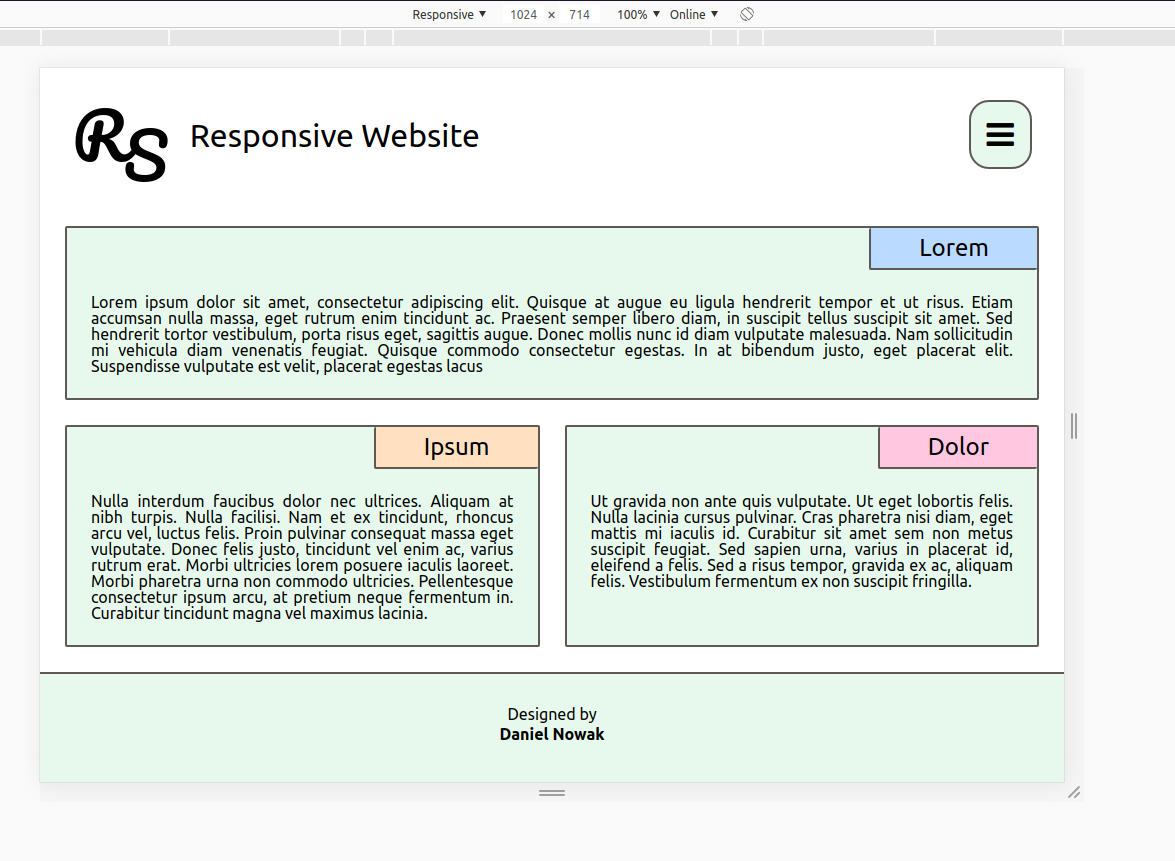 Responsive ▼ 1024 × 714 100% ▼ Online ▼
RS Responsive Website
Lorem
Lorem ipsum dolor sit amet, consectetur adipiscing elit. Quisque at augue eu ligula hendrerit tempor et ut risus. Etiam
accumsan nulla massa, eget rutrum enim tincidunt ac. Praesent semper libero diam, in suscipit tellus suscipit sit amet. Sed
hendrerit tortor vestibulum, porta risus eget, sagittis augue. Donec mollis nunc id diam vulputate malesuada. Nam sollicitudin
mi vehicula diam venenatis feugiat. Quisque commodo consectetur egestas. In at bibendum justo, eget placerat elit.
Suspendisse vulputate est velit, placerat egestas lacus
Ipsum
Nulla interdum faucibus dolor nec ultrices. Aliquam at
nibh turpis. Nulla facilisi. Nam et ex tincidunt, rhoncus
arcu vel, luctus felis. Proin pulvinar consequat massa eget
vulputate. Donec felis justo, tincidunt vel enim ac, varius
rutrum erat. Morbi ultricies lorem posuere iaculis laoreet.
Morbi pharetra urna non commodo ultricies. Pellentesque
consectetur ipsum arcu, at pretium neque fermentum in.
Curabitur tincidunt magna vel maximus lacinia.
Dolor
Ut gravida non ante quis vulputate. Ut eget lobortis felis.
Nulla lacinia cursus pulvinar. Cras pharetra nisi diam, eget
mattis mi iaculis id. Curabitur sit amet sem non metus
suscipit feugiat. Sed sapien urna, varius in placerat id,
eleifend a felis. Sed a risus tempor, gravida ex ac, aliquam
felis. Vestibulum fermentum ex non suscipit fringilla.
Designed by
Daniel Nowak